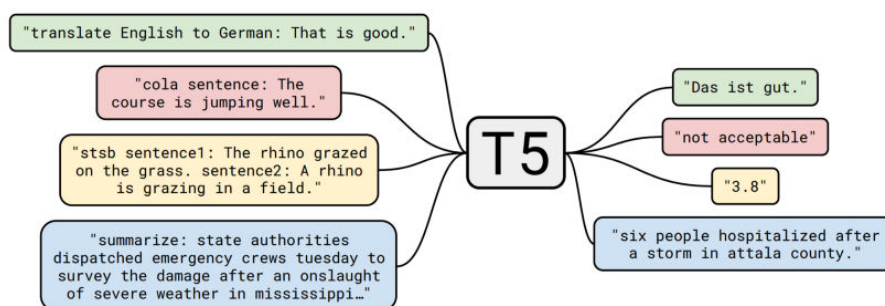 "translate English to German: That is good."
"cola sentence: The
course is jumping well."
"stsb sentence1: The rhino grazed
on the grass. sentence2: A rhino
is grazing in a field."
"summarize: state authorities
dispatched emergency crews tuesday to
survey the damage after an onslaught
of severe weather in mississippi…"
T5
"Das ist gut."
"not acceptable"
"3.8"
"six people hospitalized after
a storm in attala county."